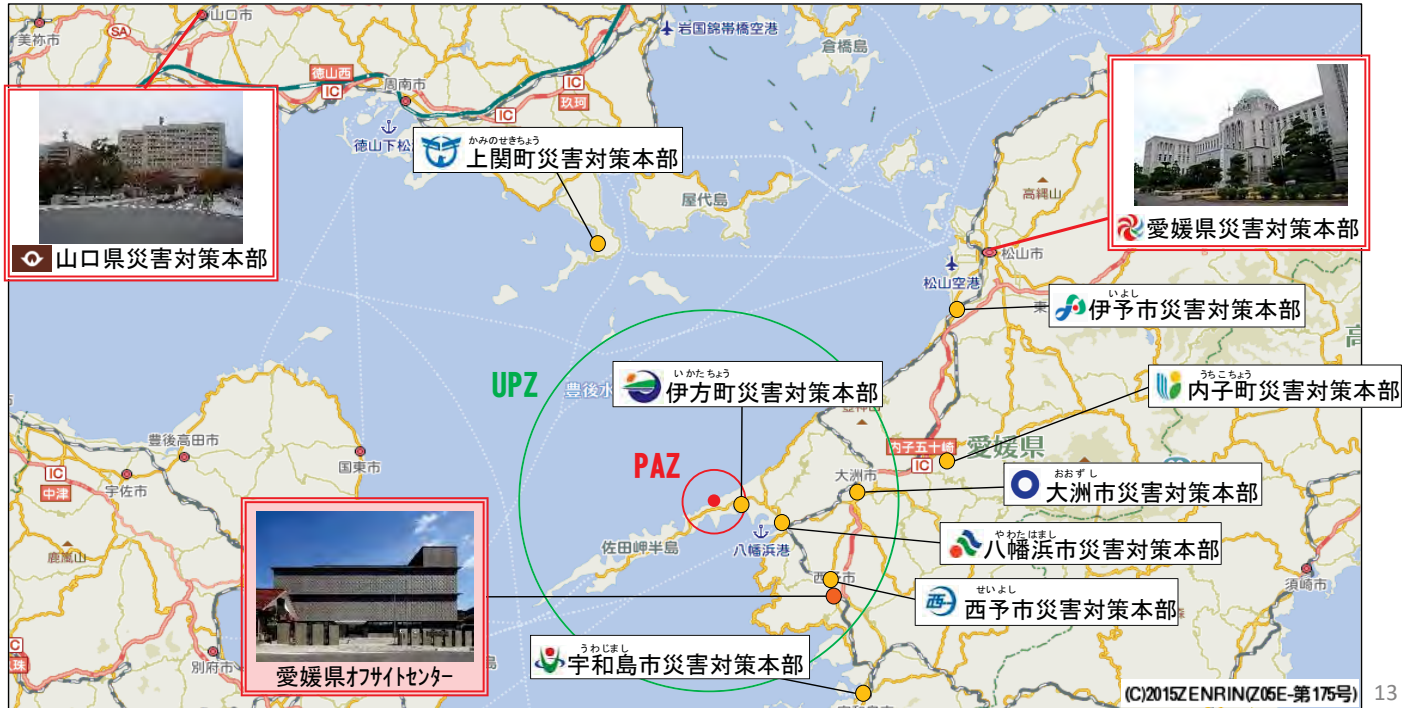 山口市
美祢市
SA
岩国錦帯橋空港
倉橋島
徳山西
IC
周南市
IC
玖珂
IC
徳山下松
かみのせきちょう
上関町災害対策本部
屋代島
高縄山
山口県災害対策本部
愛媛県災害対策本部
松山市
松山空港
いよし
伊予市災害対策本部
東
高
UPZ
豊後水
いかたちょう
伊方町災害対策本部
うちこちょう
内子町災害対策本部
豊後高田市
国東市
内子五十崎
IC
愛媛県
PAZ
大洲市
おおずし
大洲市災害対策本部
IC
中津
宇佐市
佐田岬半島
八幡浜港
やわたはまし
八幡浜市災害対策本部
鹿嵐山
西予市
須崎市
せいよし
西予市災害対策本部
森
うわじまし
宇和島市災害対策本部
別府市
島
愛媛県オフサイトセンター
(C)2015ZENRIN(Z05E-第175号)
13